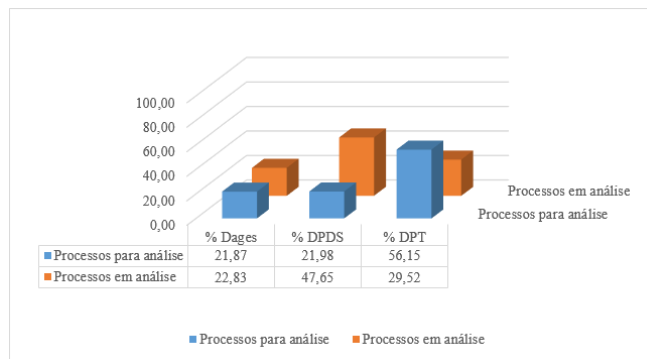 100,00
80,00
60,00
40,00
20,00
0,00
Processos em análise
Processos para análise
% Dages % DPDS % DPT
Processos para análise 21,87 21,98 56,15
Processos em análise 22,83 47,65 29,52
Processos para análise Processos em análise